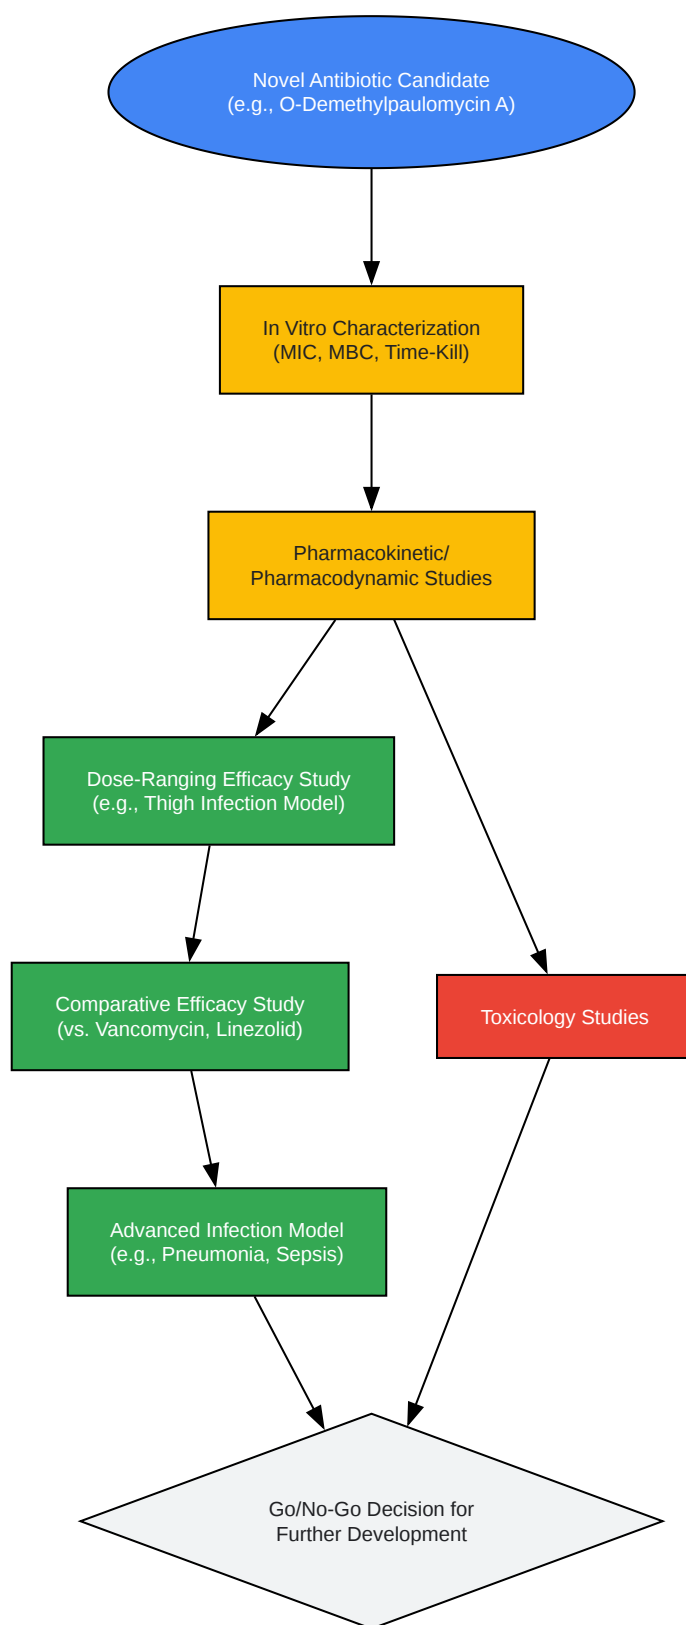 Novel Antibiotic Candidate
(e.g., O-Demethylpaulomycin A)
In Vitro Characterization
(MIC, MBC, Time-Kill)
Pharmacokinetic/
Pharmacodynamic Studies
Dose-Ranging Efficacy Study
(e.g., Thigh Infection Model)
Comparative Efficacy Study
(vs. Vancomycin, Linezolid)
Toxicology Studies
Advanced Infection Model
(e.g., Pneumonia, Sepsis)
Go/No-Go Decision for
Further Development